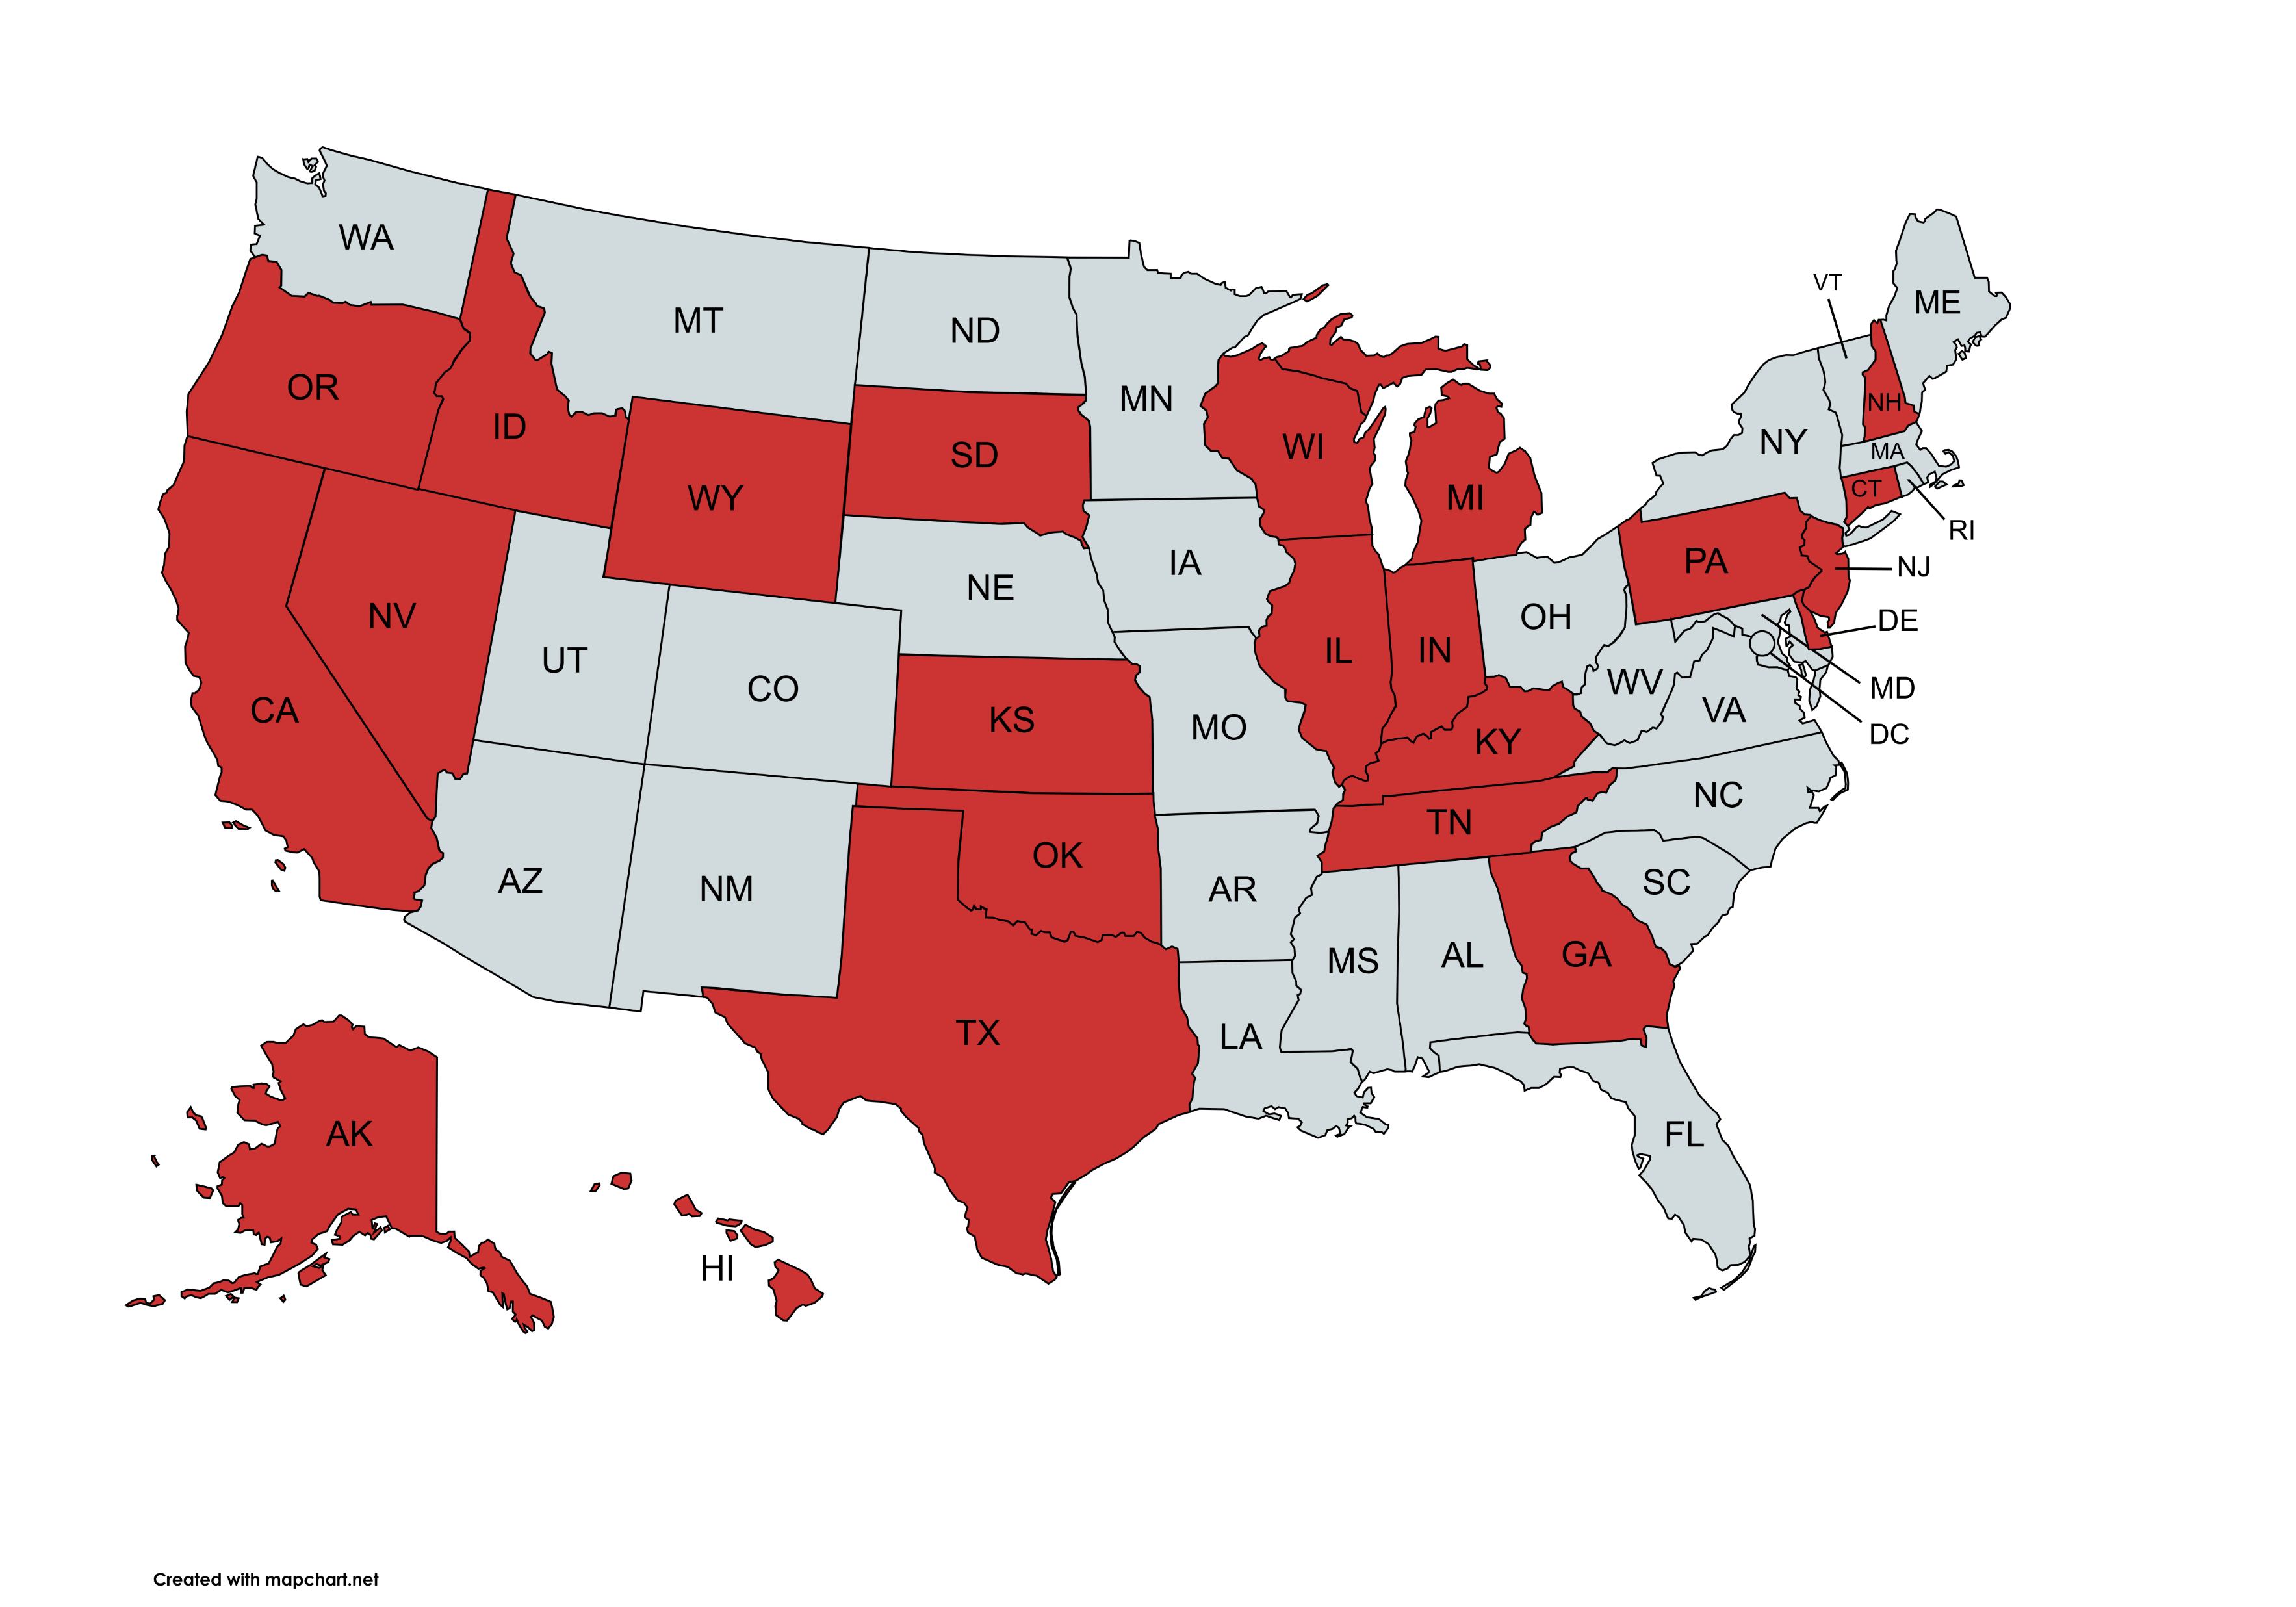 WA
MT
ND
MN
ME
VT
OR
ID
SD
WI
NH
NY
MA
WY
MI
CT
RI
IA
PA
NJ
NE
NV
OH
DE
IL
IN
UT
WV
MD
CO
CA
VA
DC
KS
MO
KY
NC
TN
OK
AZ
NM
AR
SC
MS
AL
GA
TX
LA
AK
FL
HI
Created with mapchart.net